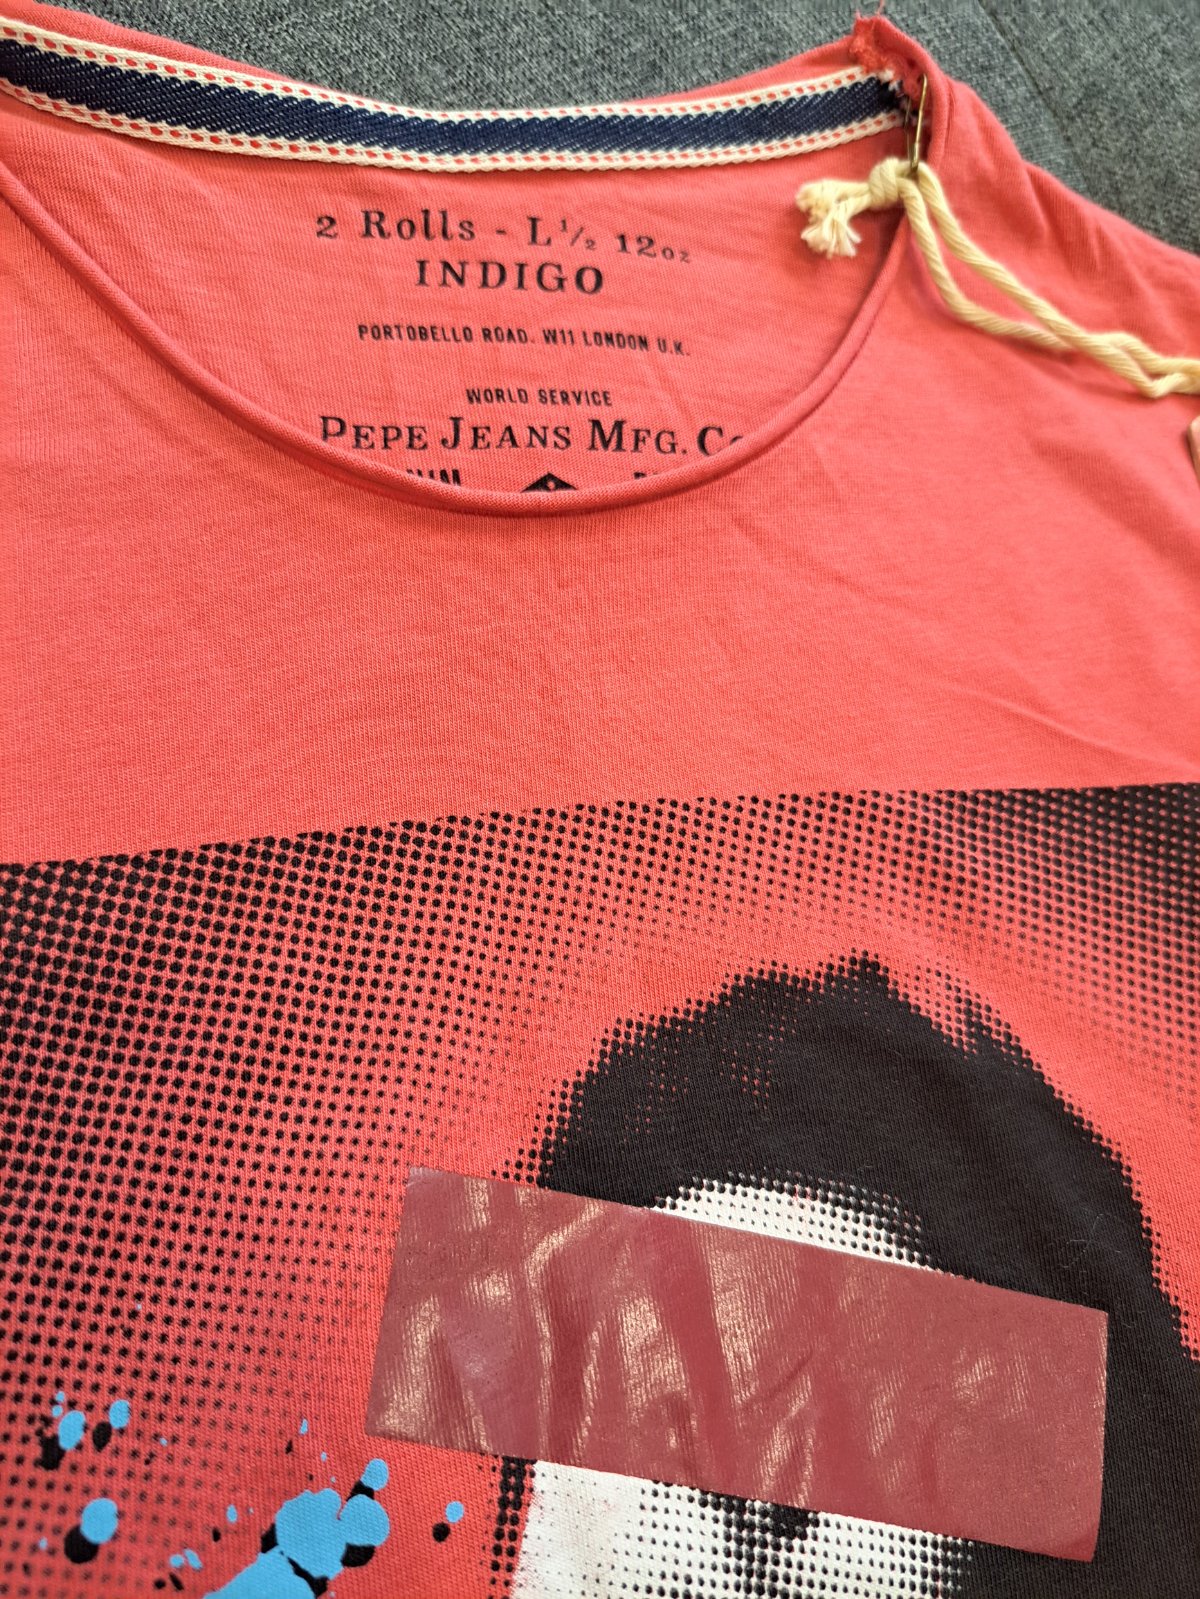 2 Rolls - L½ 12oz
INDIGO
PORTOBELLO ROAD. W11 LONDON U.K.
WORLD SERVICE
PEPE JEANS MFG.